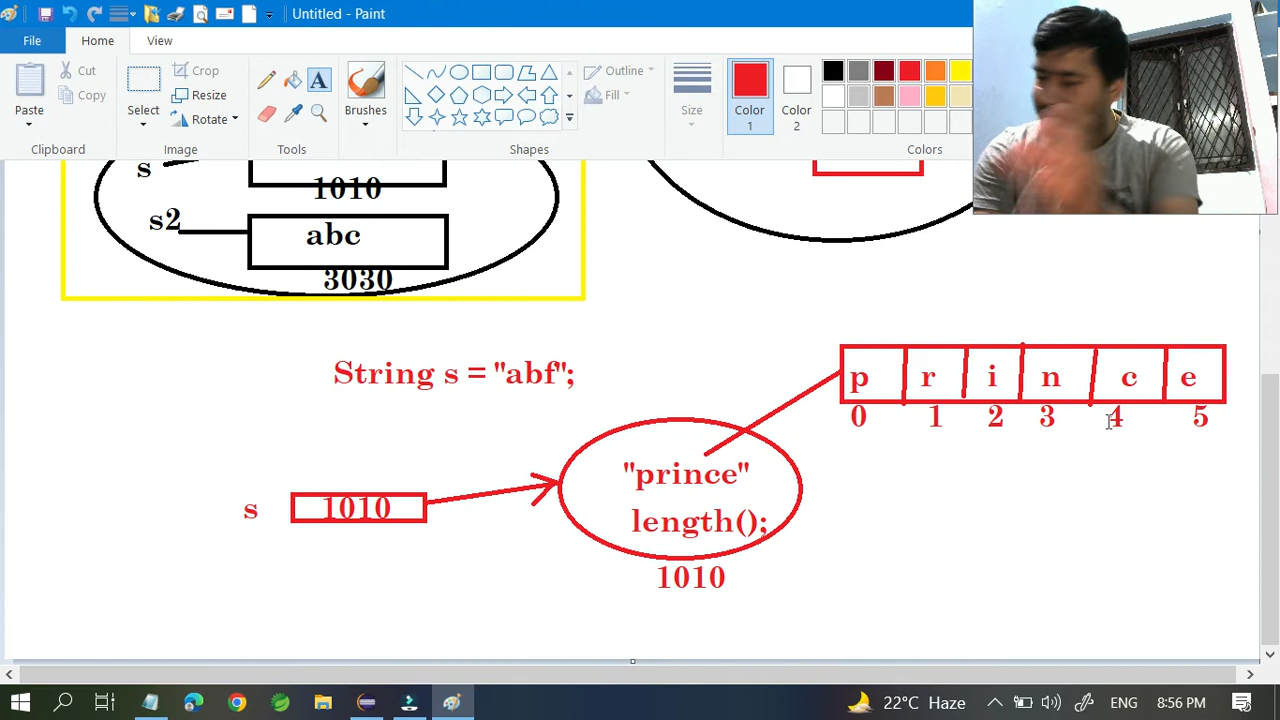 Untitled - Paint
File Home View
Paste
Cut
Copy
Clipboard
Select
Crop
Resize
Rotate
Image
A
Tools
Brushes
Shapes
Outline
Fill
Size
Color 1
Color 2
Colors
s
1010
s2
abc
3030
String s = "abf";
p r i n c e
0 1 2 3 4 5
"prince"
length();
s 1010
1010
22°C Haze
ENG
8:56 PM